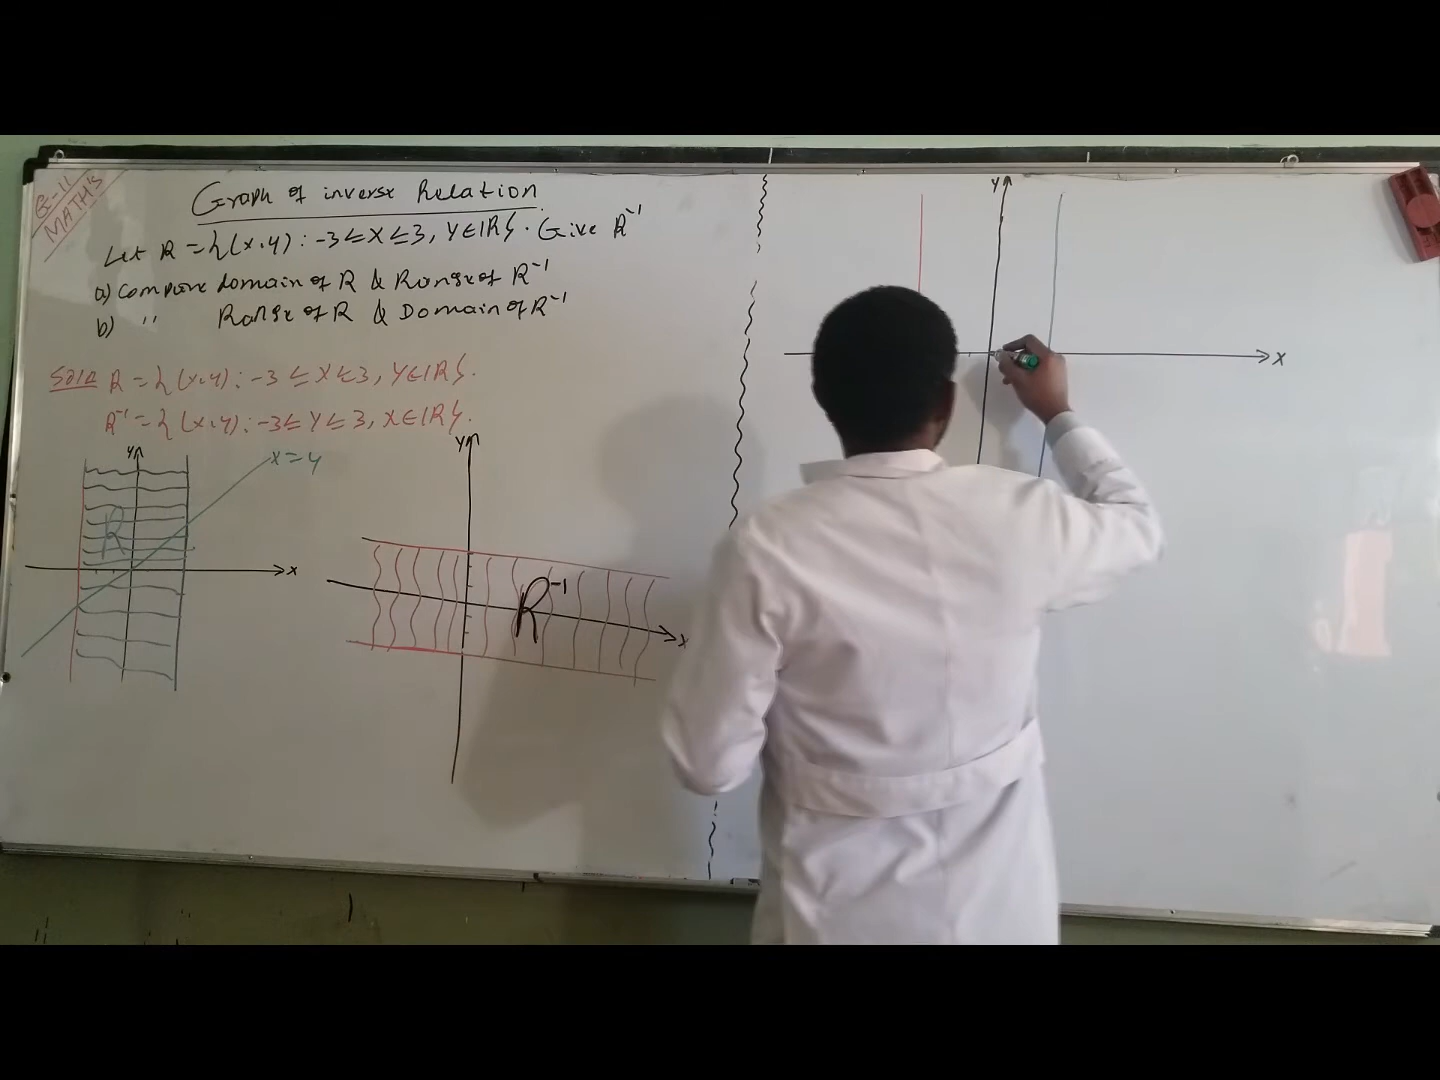 G-11
MATH'S
Graph of inverse Relation
Let R = {(x,y) : -3 ≤ x ≤ 3, y ∈ IR}. Give R⁻¹
a) Compare domain of R & Range of R⁻¹
b) '' Range of R & Domain of R⁻¹
Soln R = {(x,y) : -3 ≤ x ≤ 3, y ∈ IR}.
R⁻¹ = {(x,y) : -3 ≤ y ≤ 3, x ∈ IR}.
y
x = y
R
x
y
R⁻¹
x
y
x